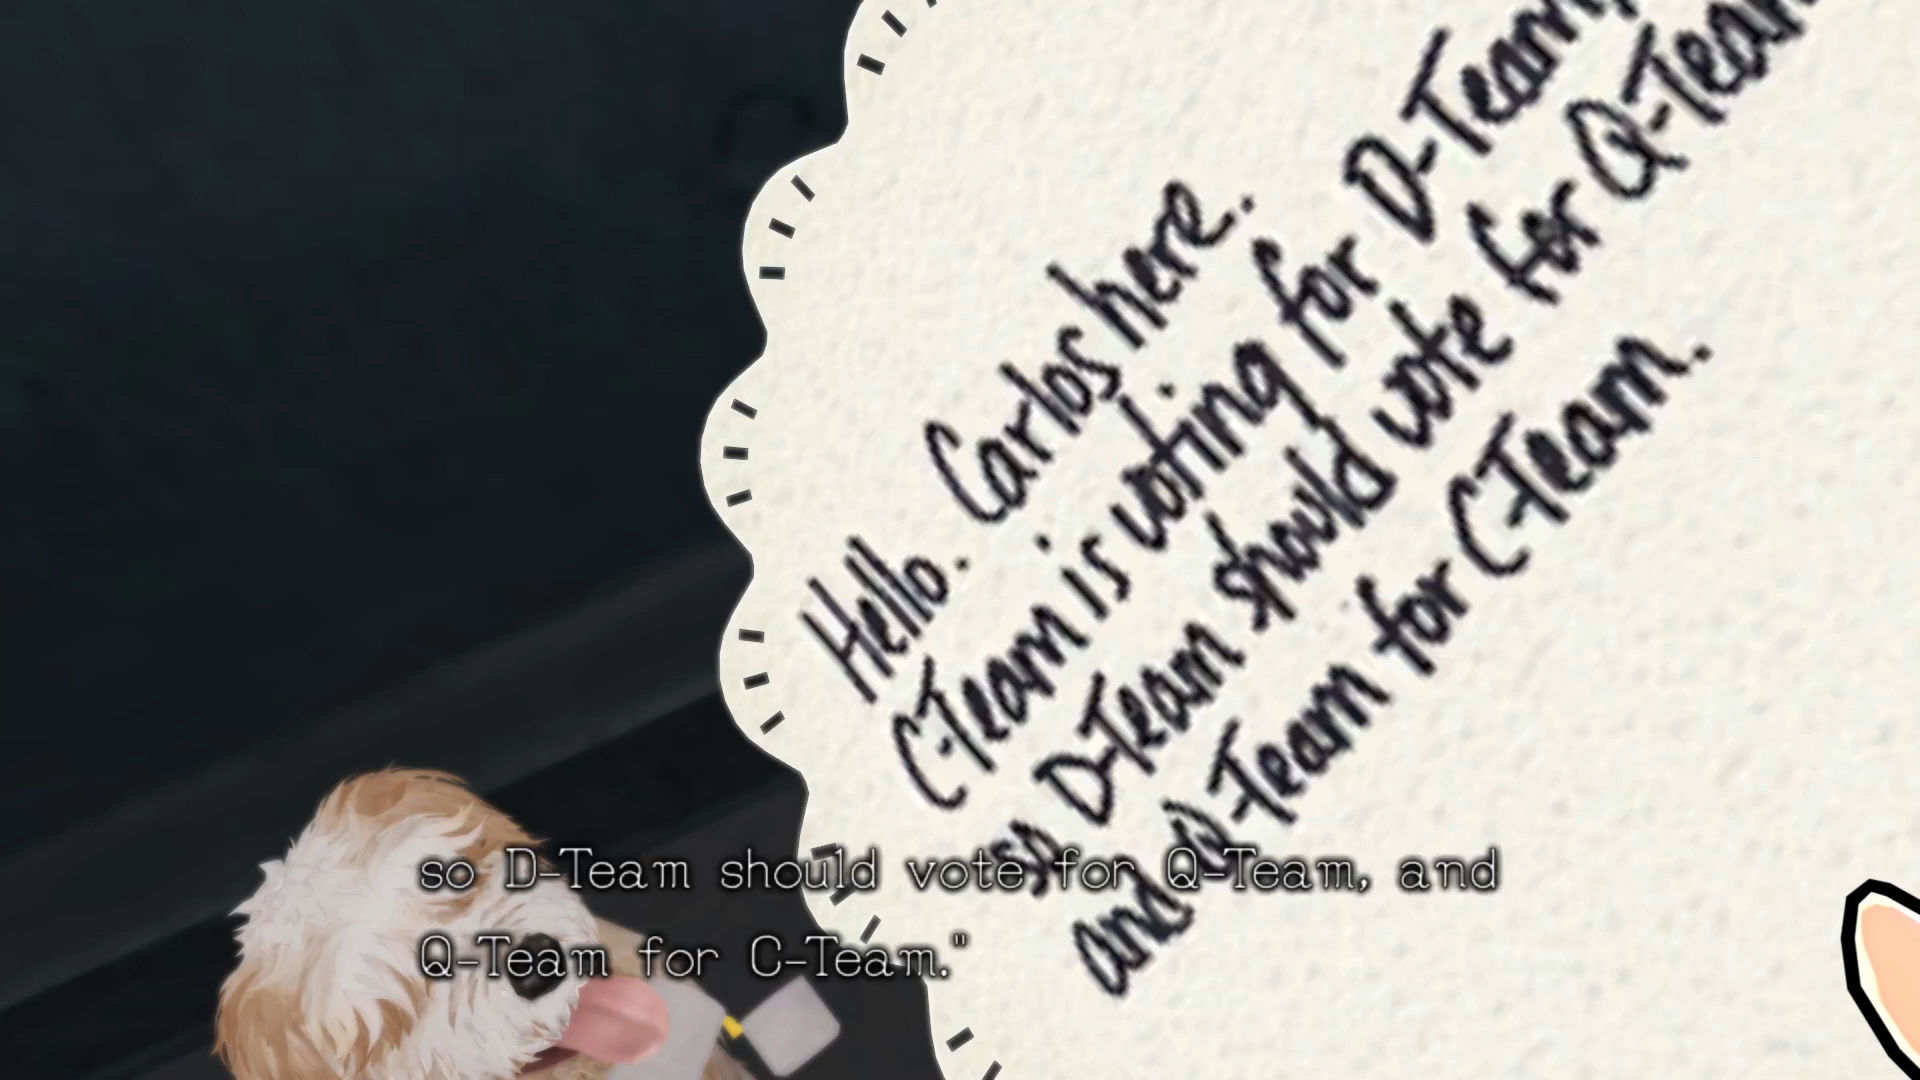 Hello. Carlos here.
C-Team is voting for D-Team,
so D-Team should vote for Q-Team
and Q-Team for C-Team.
so D-Team should vote for Q-Team, and
Q-Team for C-Team."